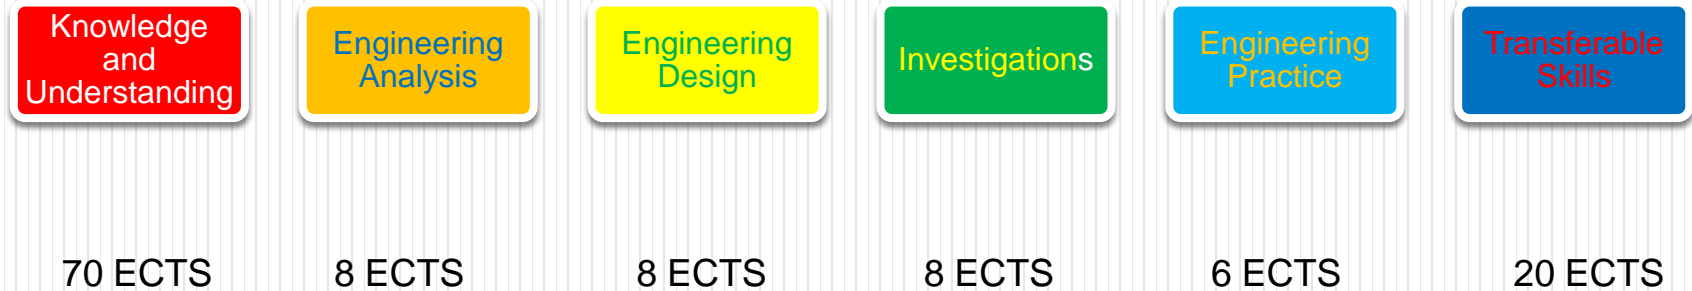 Knowledge
and
Understanding
Engineering
Analysis
Engineering
Design
Investigations
Engineering
Practice
Transferable
Skills
70 ECTS
8 ECTS
8 ECTS
8 ECTS
6 ECTS
20 ECTS